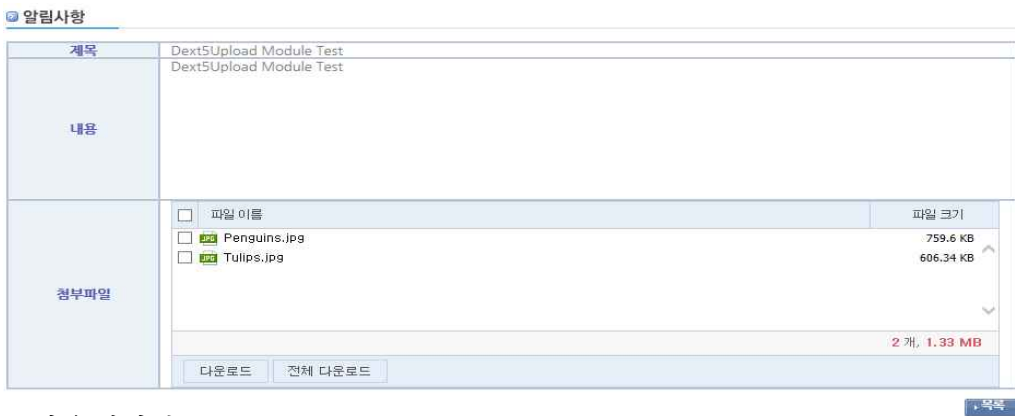 알림사항
제목 Dext5Upload Module Test
내용 Dext5Upload Module Test
첨부파일
파일 이름 파일 크기
Penguins.jpg 759.6 KB
Tulips.jpg 606.34 KB
2 개, 1.33 MB
다운로드 전체 다운로드
목록